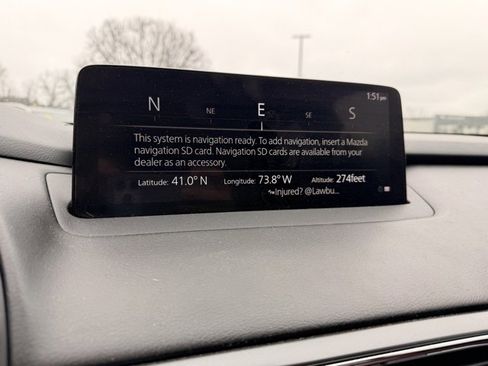 1:51 pm
N NE E SE S
This system is navigation ready. To add navigation, insert a Mazda
navigation SD card. Navigation SD cards are available from your
dealer as an accessory.
Latitude: 41.0° N Longitude: 73.8° W Altitude: 274feet
Injured? @Lawbu...